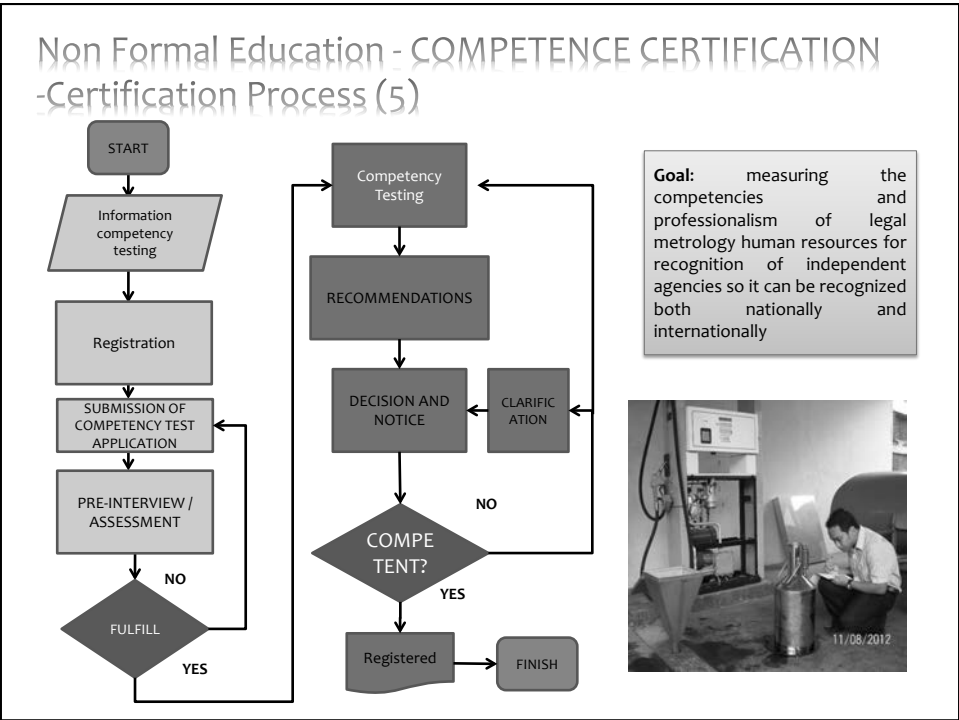 Non Formal Education - COMPETENCE CERTIFICATION
-Certification Process (5)
START
Information
competency
testing
Registration
SUBMISSION OF
COMPETENCY TEST
APPLICATION
PRE-INTERVIEW /
ASSESSMENT
NO
FULFILL
YES
Competency
Testing
RECOMMENDATIONS
DECISION AND
NOTICE
CLARIFIC
ATION
NO
COMPE
TENT?
YES
Registered
FINISH
Goal: measuring the
competencies and
professionalism of legal
metrology human resources for
recognition of independent
agencies so it can be recognized
both nationally and
internationally
11/08/2012